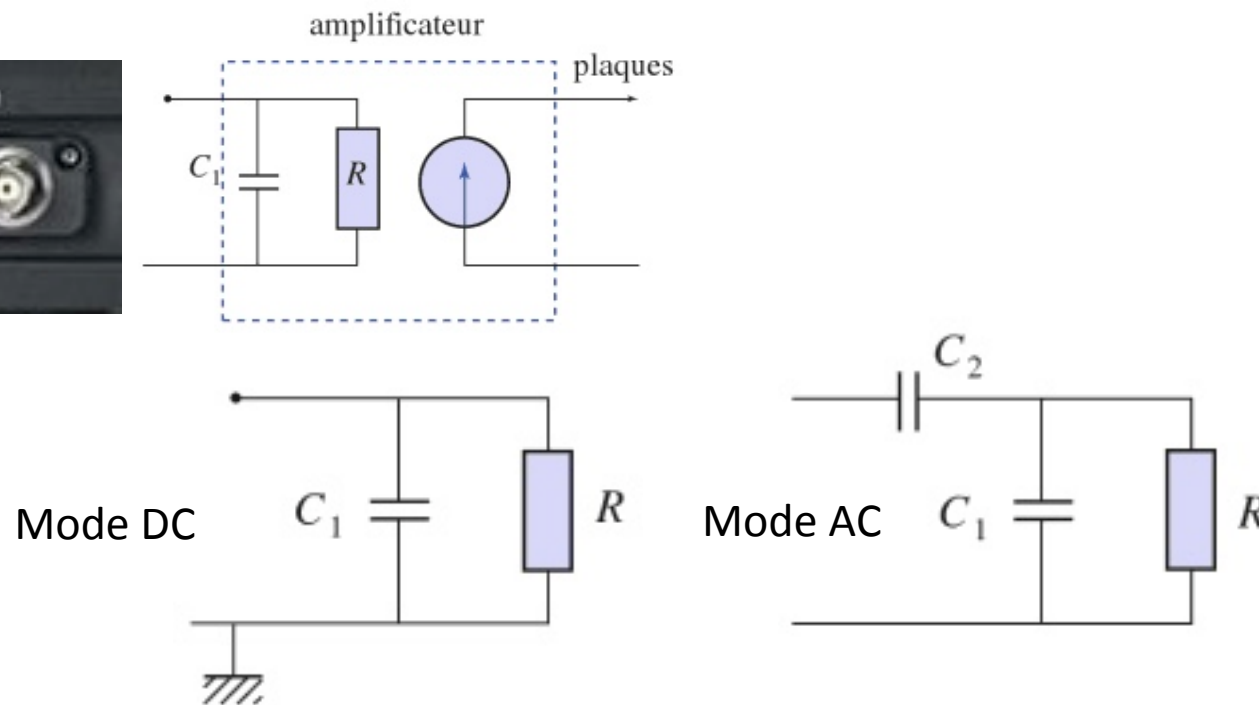 amplificateur
plaques
C₁
R
C₂
Mode DC
C₁
R
Mode AC
C₁
R